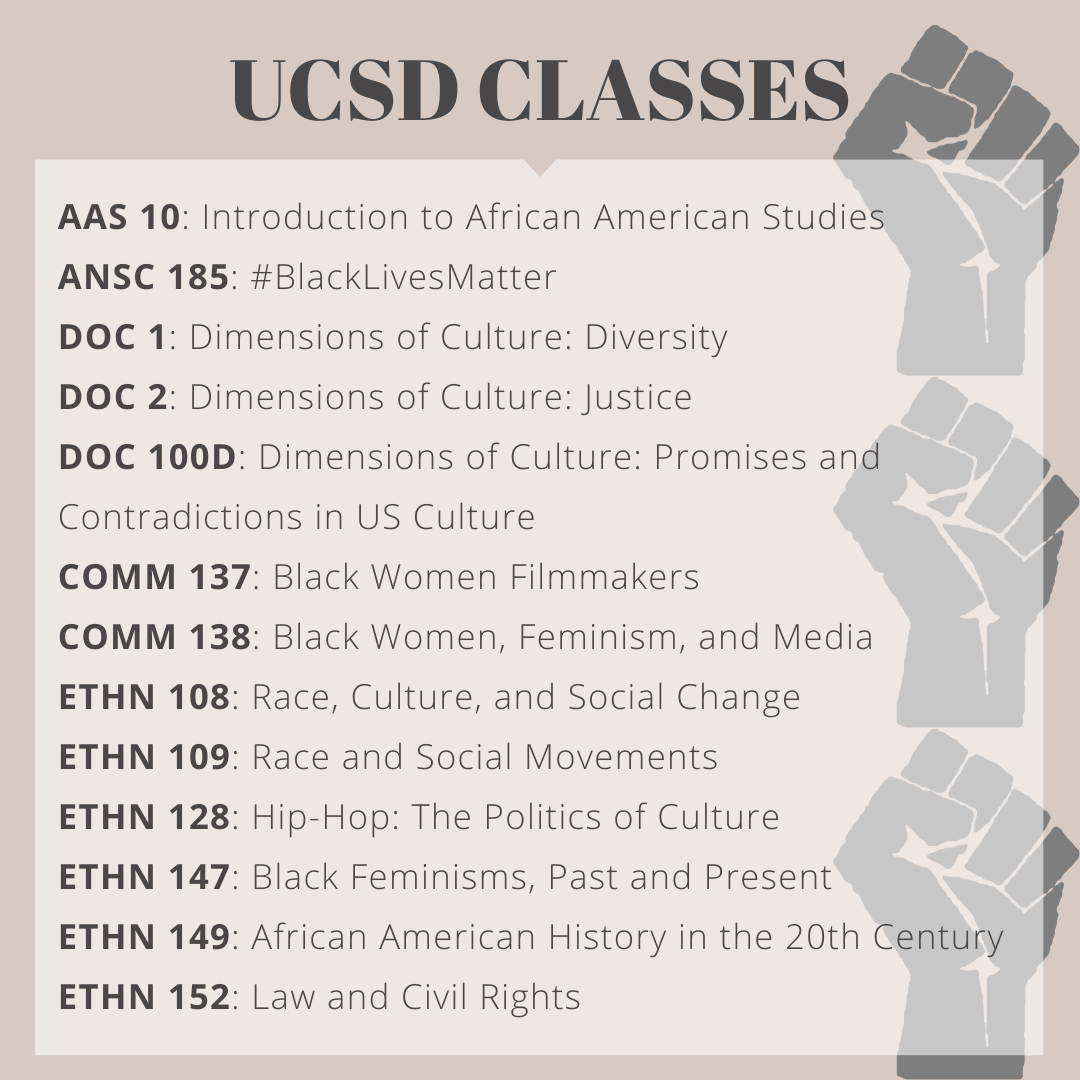 UCSD CLASSES
AAS 10: Introduction to African American Studies
ANSC 185: #BlackLivesMatter
DOC 1: Dimensions of Culture: Diversity
DOC 2: Dimensions of Culture: Justice
DOC 100D: Dimensions of Culture: Promises and
Contradictions in US Culture
COMM 137: Black Women Filmmakers
COMM 138: Black Women, Feminism, and Media
ETHN 108: Race, Culture, and Social Change
ETHN 109: Race and Social Movements
ETHN 128: Hip-Hop: The Politics of Culture
ETHN 147: Black Feminisms, Past and Present
ETHN 149: African American History in the 20th Century
ETHN 152: Law and Civil Rights